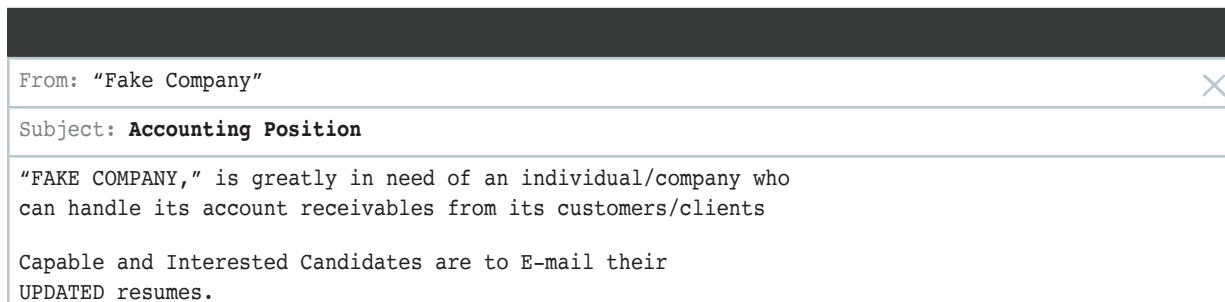 From: “Fake Company”
Subject: Accounting Position
“FAKE COMPANY,” is greatly in need of an individual/company who
can handle its account receivables from its customers/clients
Capable and Interested Candidates are to E-mail their
UPDATED resumes.